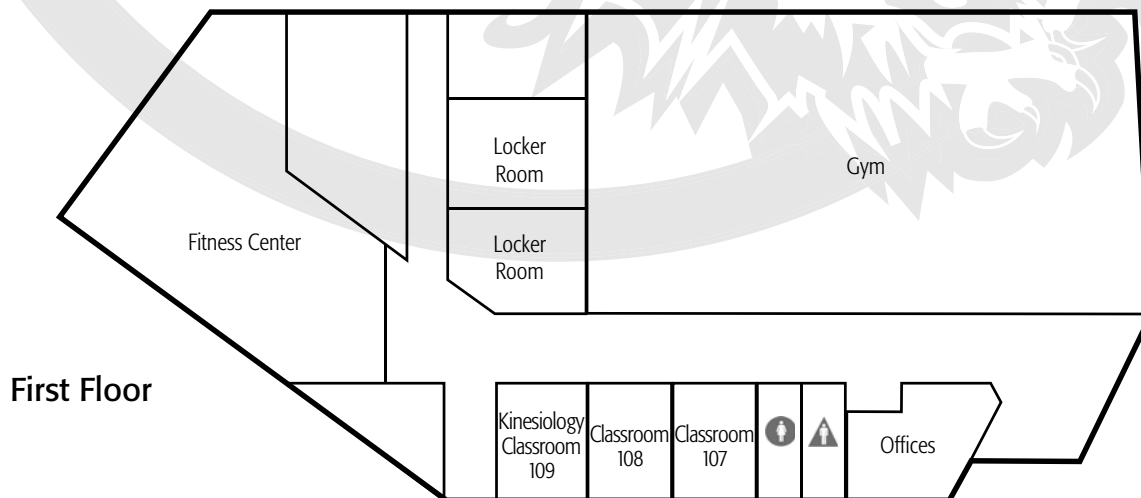 Locker
Room
Gym
Fitness Center
Locker
Room
First Floor
Kinesiology
Classroom
109
Classroom
108
Classroom
107
Offices